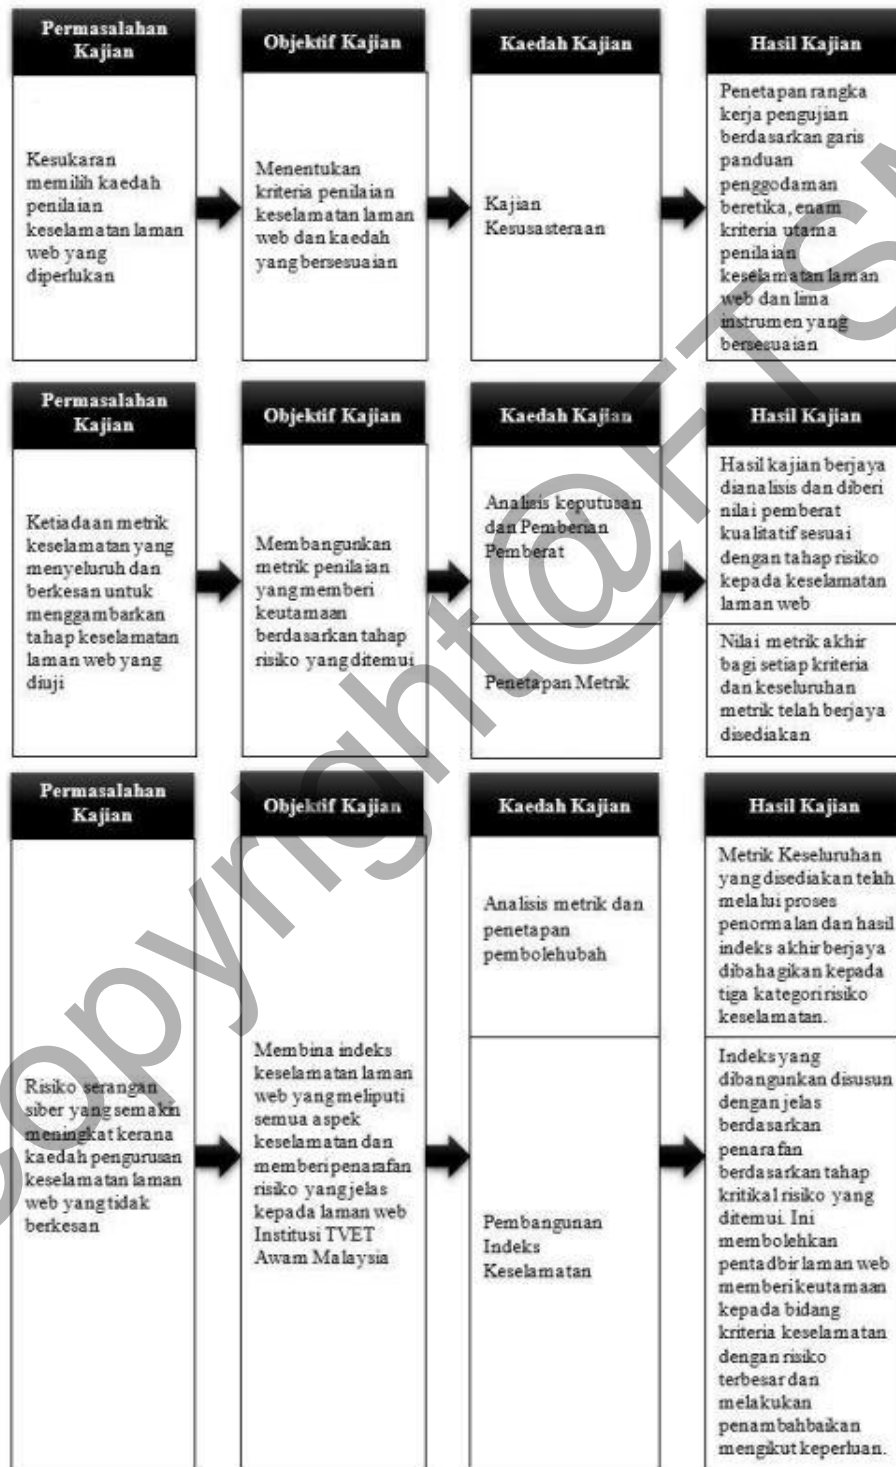 Permasalahan
Kajian
Objektif Kajian
Kaedah Kajian
Hasil Kajian
Kesukaran
memilih kaedah
penilaian
keselamatan laman
web yang
diperlukan
Menentukan
kriteria penilaian
keselamatan laman
web dan kaedah
yang bersesuaian
Kajian
Kesusasteraan
Penetapan rangka
kerja pengujian
berdasarkan garis
panduan
penggodaman
beretika, enam
kriteria utama
penilaian
keselamatan laman
web dan lima
instrumen yang
bersesuaian
Permasalahan
Kajian
Objektif Kajian
Kaedah Kajian
Hasil Kajian
Ketiadaan metrik
keselamatan yang
menyeluruh dan
berkesan untuk
menggambarkan
tahap keselamatan
laman web yang
diuji
Membangunkan
metrik penilaian
yang memberi
keutamaan
berdasarkan tahap
risiko yang ditemui
Analisis keputusan
dan Pemberian
Pemberat
Penetapan Metrik
Hasil kajian berjaya
dianalisis dan diberi
nilai pemberat
kualitatif sesuai
dengan tahap risiko
kepada keselamatan
laman web
Nilai metrik akhir
bagi setiap kriteria
dan keseluruhan
metrik telah berjaya
disediakan
Permasalahan
Kajian
Objektif Kajian
Kaedah Kajian
Hasil Kajian
Risiko serangan
siber yang semakin
meningkat kerana
kaedah pengurusan
keselamatan laman
web yang tidak
berkesan
Membina indeks
keselamatan laman
web yang meliputi
semua aspek
keselamatan dan
memberi penarafan
risiko yang jelas
kepada laman web
Institusi TVET
Awam Malaysia
Analisis metrik dan
penetapan
pembolehubah
Pembangunan
Indeks
Keselamatan
Metrik Keseluruhan
yang disediakan telah
melalui proses
penormalan dan hasil
indeks akhir berjaya
dibahagikan kepada
tiga kategori risiko
keselamatan.
Indeks yang
dibangunkan disusun
dengan jelas
berdasarkan
penarafan
berdasarkan tahap
kritikal risiko yang
ditemui. Ini
membolehkan
pentadbir laman web
memberi keutamaan
kepada bidang
kriteria keselamatan
dengan risiko
terbesar dan
melakukan
penambahbaikan
mengikut keperluan.
Copyright@FTSM